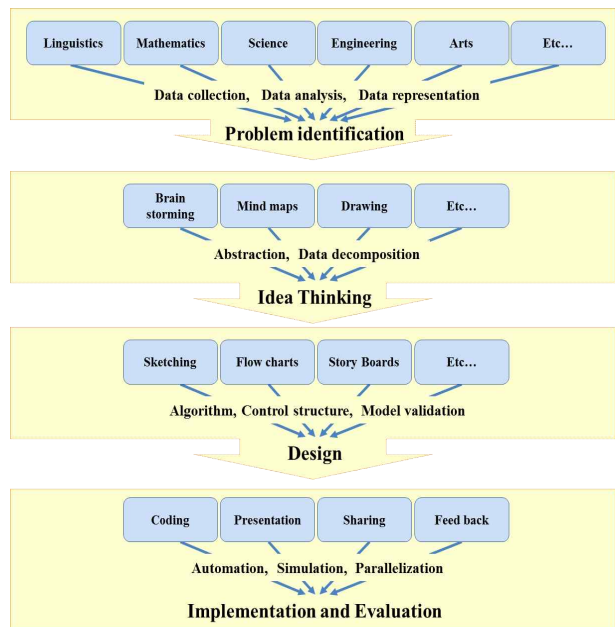 Linguistics Mathematics Science Engineering Arts Etc…
Data collection, Data analysis, Data representation
Problem identification
Brain
storming
Mind maps Drawing Etc…
Abstraction, Data decomposition
Idea Thinking
Sketching Flow charts Story Boards Etc…
Algorithm, Control structure, Model validation
Design
Coding Presentation Sharing Feed back
Automation, Simulation, Parallelization
Implementation and Evaluation